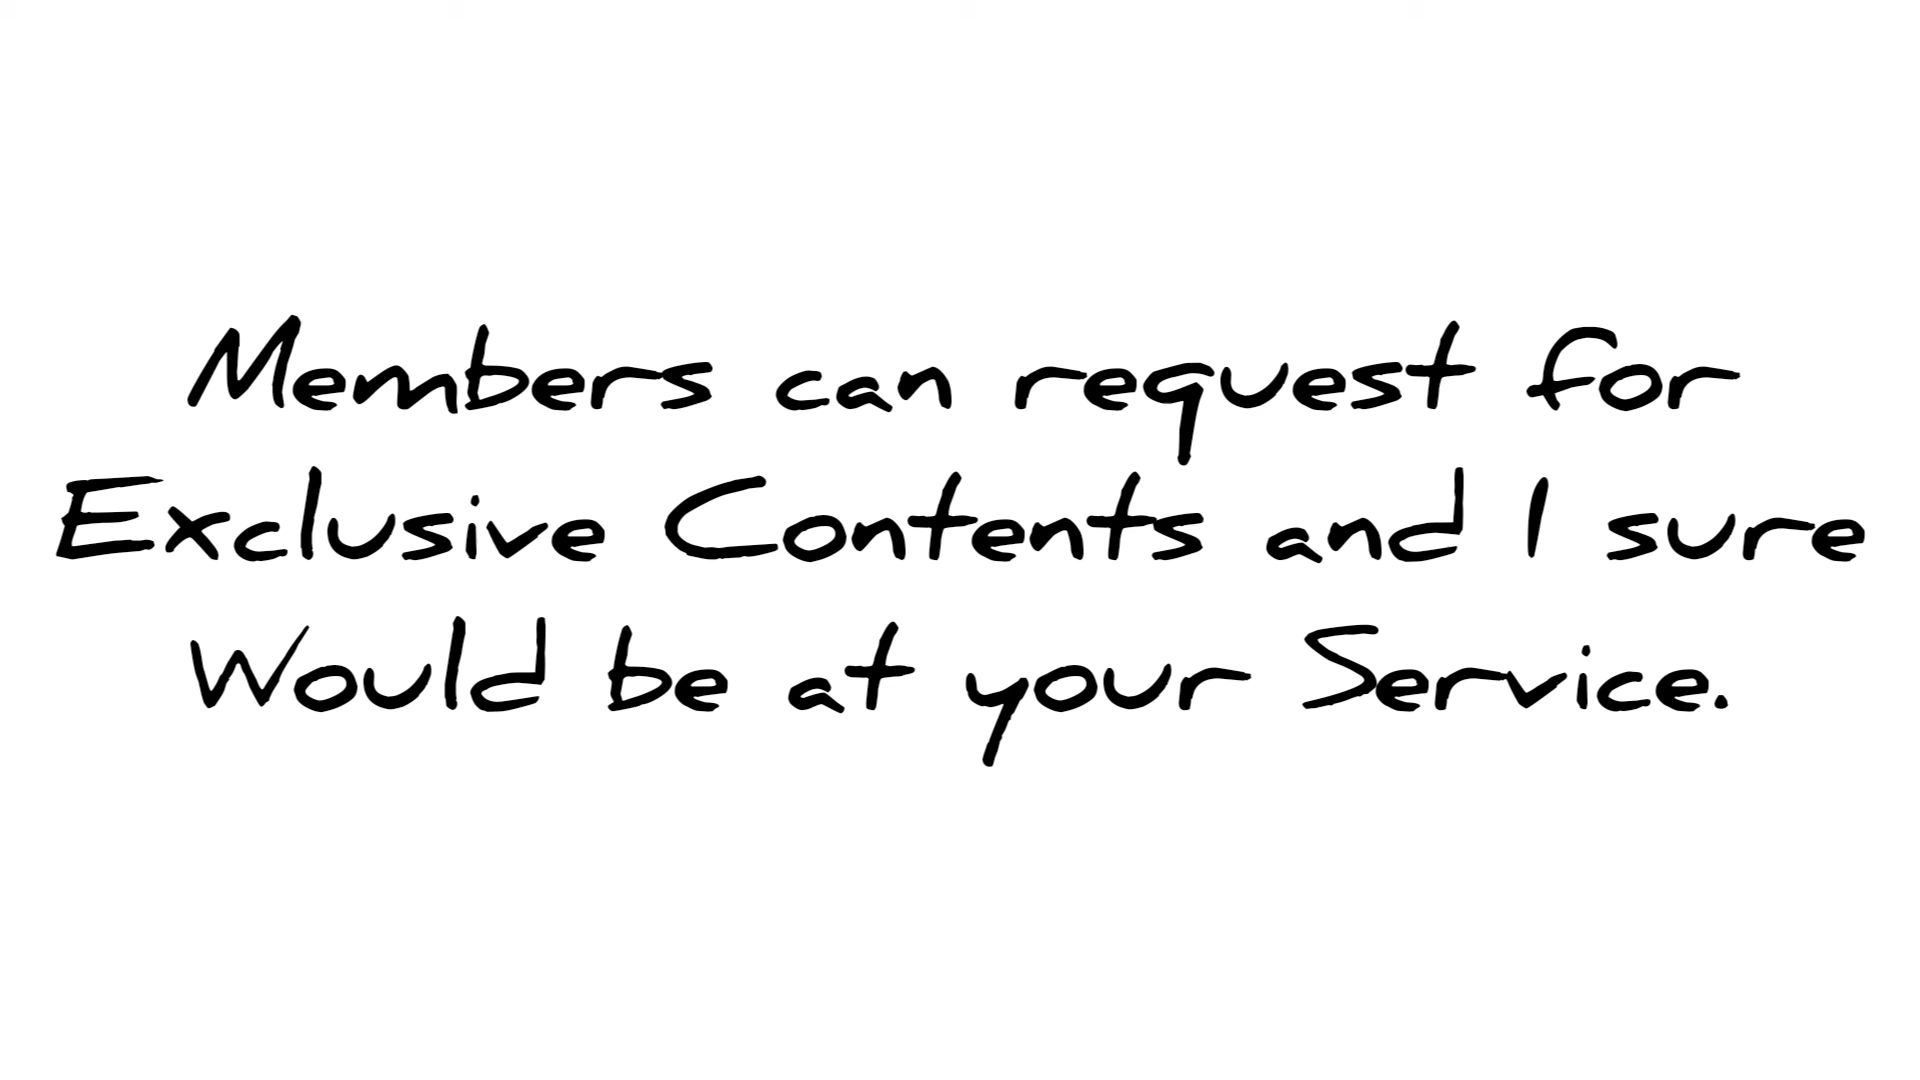 Members can request for
Exclusive Contents and I sure
Would be at your Service.